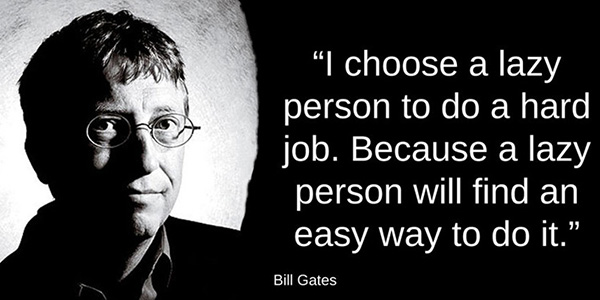 “I choose a lazy
person to do a hard
job. Because a lazy
person will find an
easy way to do it.”
Bill Gates